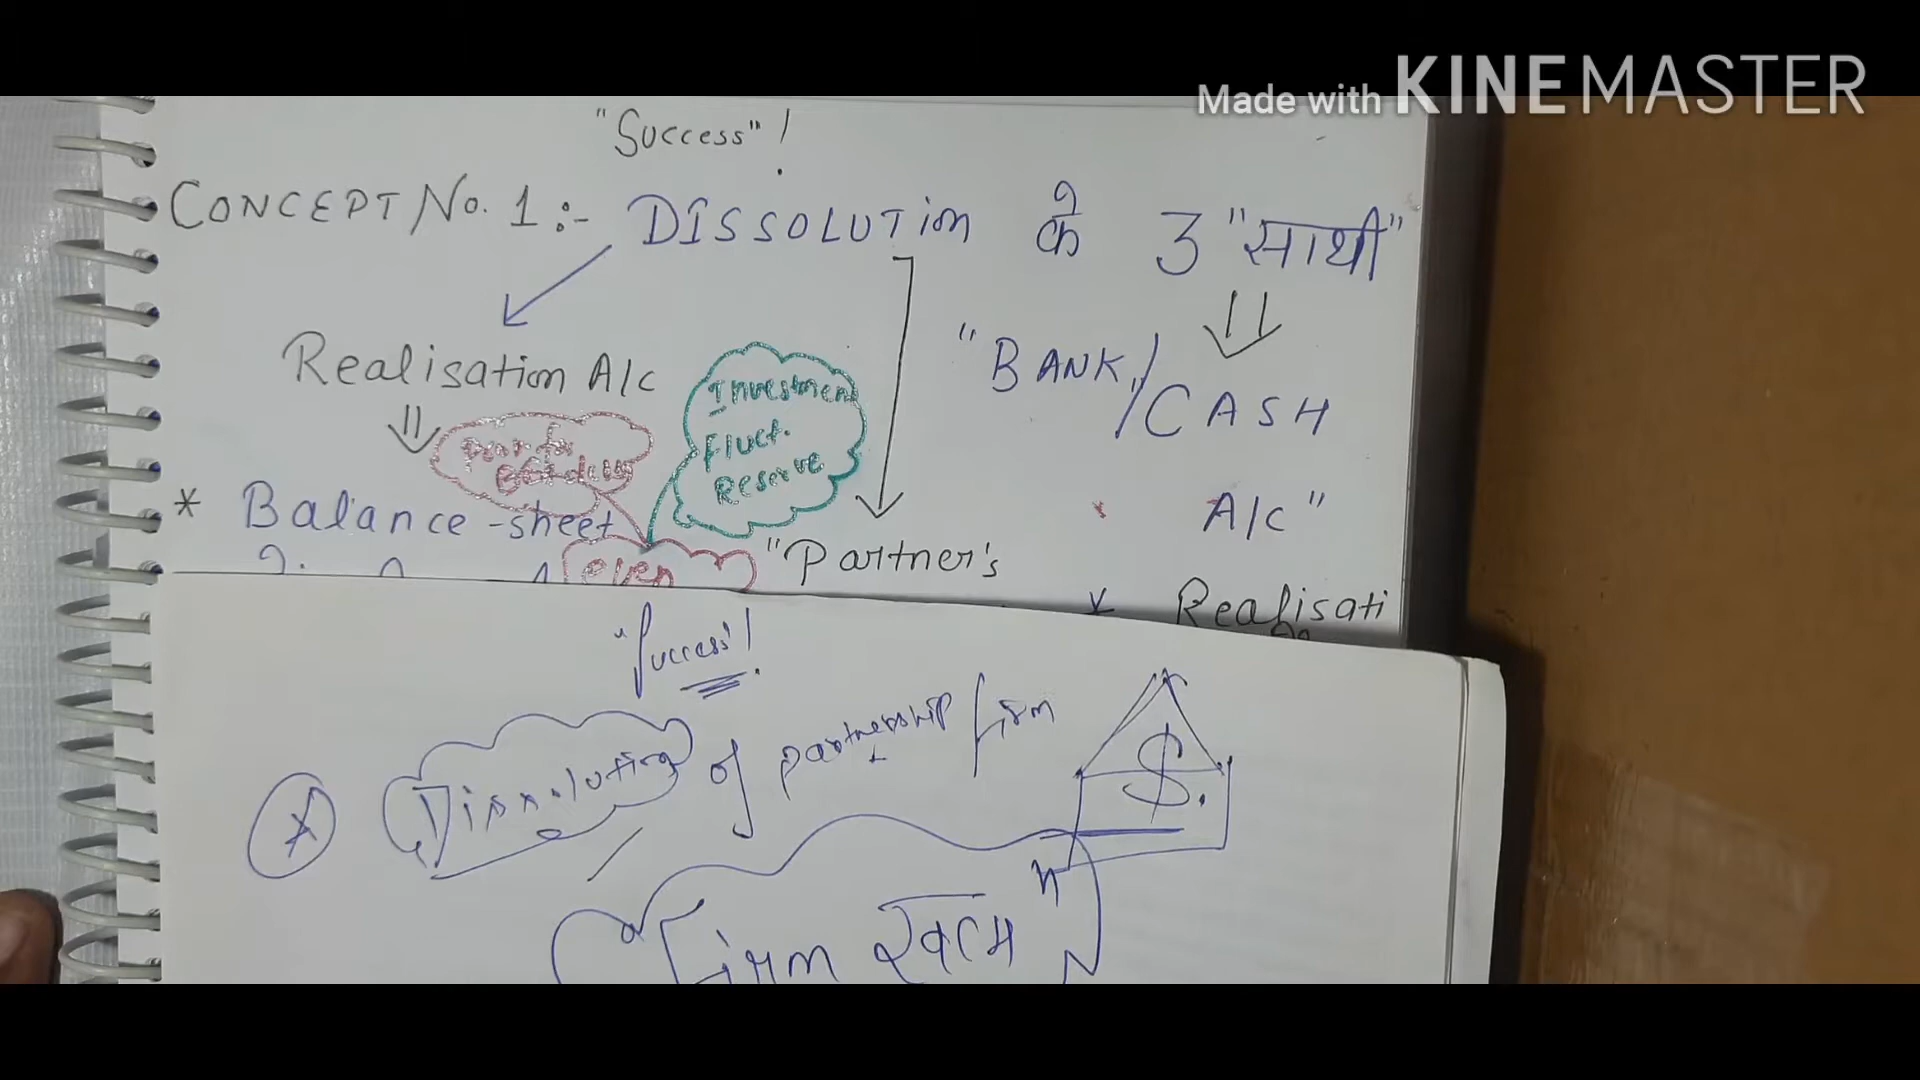 Made with KINEMASTER
"Success"!
CONCEPT No. 1:- DISSOLUTION के 3 "साथी"
Realisation A/c
"BANK/CASH
A/c"
Investment
Fluct.
Reserve
* Balance-sheet
even
"Partner's
* Realisati
"Success"!
Dissolution of partnership firm
$
Firm खत्म